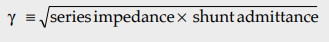 γ ≡ √series impedance × shunt admittance